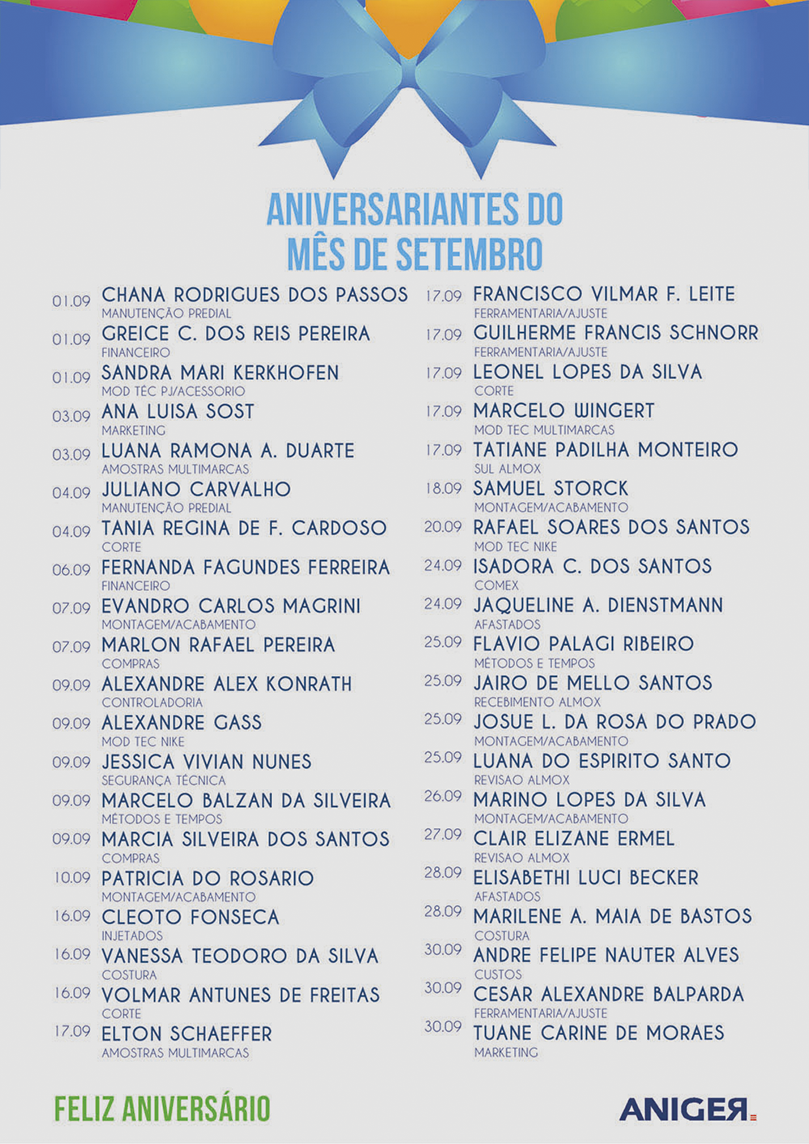 ANIVERSARIANTES DO
MÊS DE SETEMBRO
01.09 CHANA RODRIGUES DOS PASSOS
MANUTENÇÃO PREDIAL
01.09 GREICE C. DOS REIS PEREIRA
FINANCEIRO
01.09 SANDRA MARI KERKHOFEN
MOD TÉC PJ/ACESSORIO
03.09 ANA LUISA SOST
MARKETING
03.09 LUANA RAMONA A. DUARTE
AMOSTRAS MULTIMARCAS
04.09 JULIANO CARVALHO
MANUTENÇÃO PREDIAL
04.09 TANIA REGINA DE F. CARDOSO
CORTE
06.09 FERNANDA FAGUNDES FERREIRA
FINANCEIRO
07.09 EVANDRO CARLOS MAGRINI
MONTAGEM/ACABAMENTO
07.09 MARLON RAFAEL PEREIRA
COMPRAS
09.09 ALEXANDRE ALEX KONRATH
CONTROLADORIA
09.09 ALEXANDRE GASS
MOD TEC NIKE
09.09 JESSICA VIVIAN NUNES
SEGURANÇA TÉCNICA
09.09 MARCELO BALZAN DA SILVEIRA
MÉTODOS E TEMPOS
09.09 MARCIA SILVEIRA DOS SANTOS
COMPRAS
10.09 PATRICIA DO ROSARIO
MONTAGEM/ACABAMENTO
16.09 CLEOTO FONSECA
INJETADOS
16.09 VANESSA TEODORO DA SILVA
COSTURA
16.09 VOLMAR ANTUNES DE FREITAS
CORTE
17.09 ELTON SCHAEFFER
AMOSTRAS MULTIMARCAS
17.09 FRANCISCO VILMAR F. LEITE
FERRAMENTARIA/AJUSTE
17.09 GUILHERME FRANCIS SCHNORR
FERRAMENTARIA/AJUSTE
17.09 LEONEL LOPES DA SILVA
CORTE
17.09 MARCELO WINGERT
MOD TEC MULTIMARCAS
17.09 TATIANE PADILHA MONTEIRO
SUL ALMOX
18.09 SAMUEL STORCK
MONTAGEM/ACABAMENTO
20.09 RAFAEL SOARES DOS SANTOS
MOD TEC NIKE
24.09 ISADORA C. DOS SANTOS
COMEX
24.09 JAQUELINE A. DIENSTMANN
AFASTADOS
25.09 FLAVIO PALAGI RIBEIRO
MÉTODOS E TEMPOS
25.09 JAIRO DE MELLO SANTOS
RECEBIMENTO ALMOX
25.09 JOSUE L. DA ROSA DO PRADO
MONTAGEM/ACABAMENTO
25.09 LUANA DO ESPIRITO SANTO
REVISAO ALMOX
26.09 MARINO LOPES DA SILVA
MONTAGEM/ACABAMENTO
27.09 CLAIR ELIZANE ERMEL
REVISAO ALMOX
28.09 ELISABETHI LUCI BECKER
AFASTADOS
28.09 MARILENE A. MAIA DE BASTOS
COSTURA
30.09 ANDRE FELIPE NAUTER ALVES
CUSTOS
30.09 CESAR ALEXANDRE BALPARDA
FERRAMENTARIA/AJUSTE
30.09 TUANE CARINE DE MORAES
MARKETING
FELIZ ANIVERSÁRIO
ANIGER